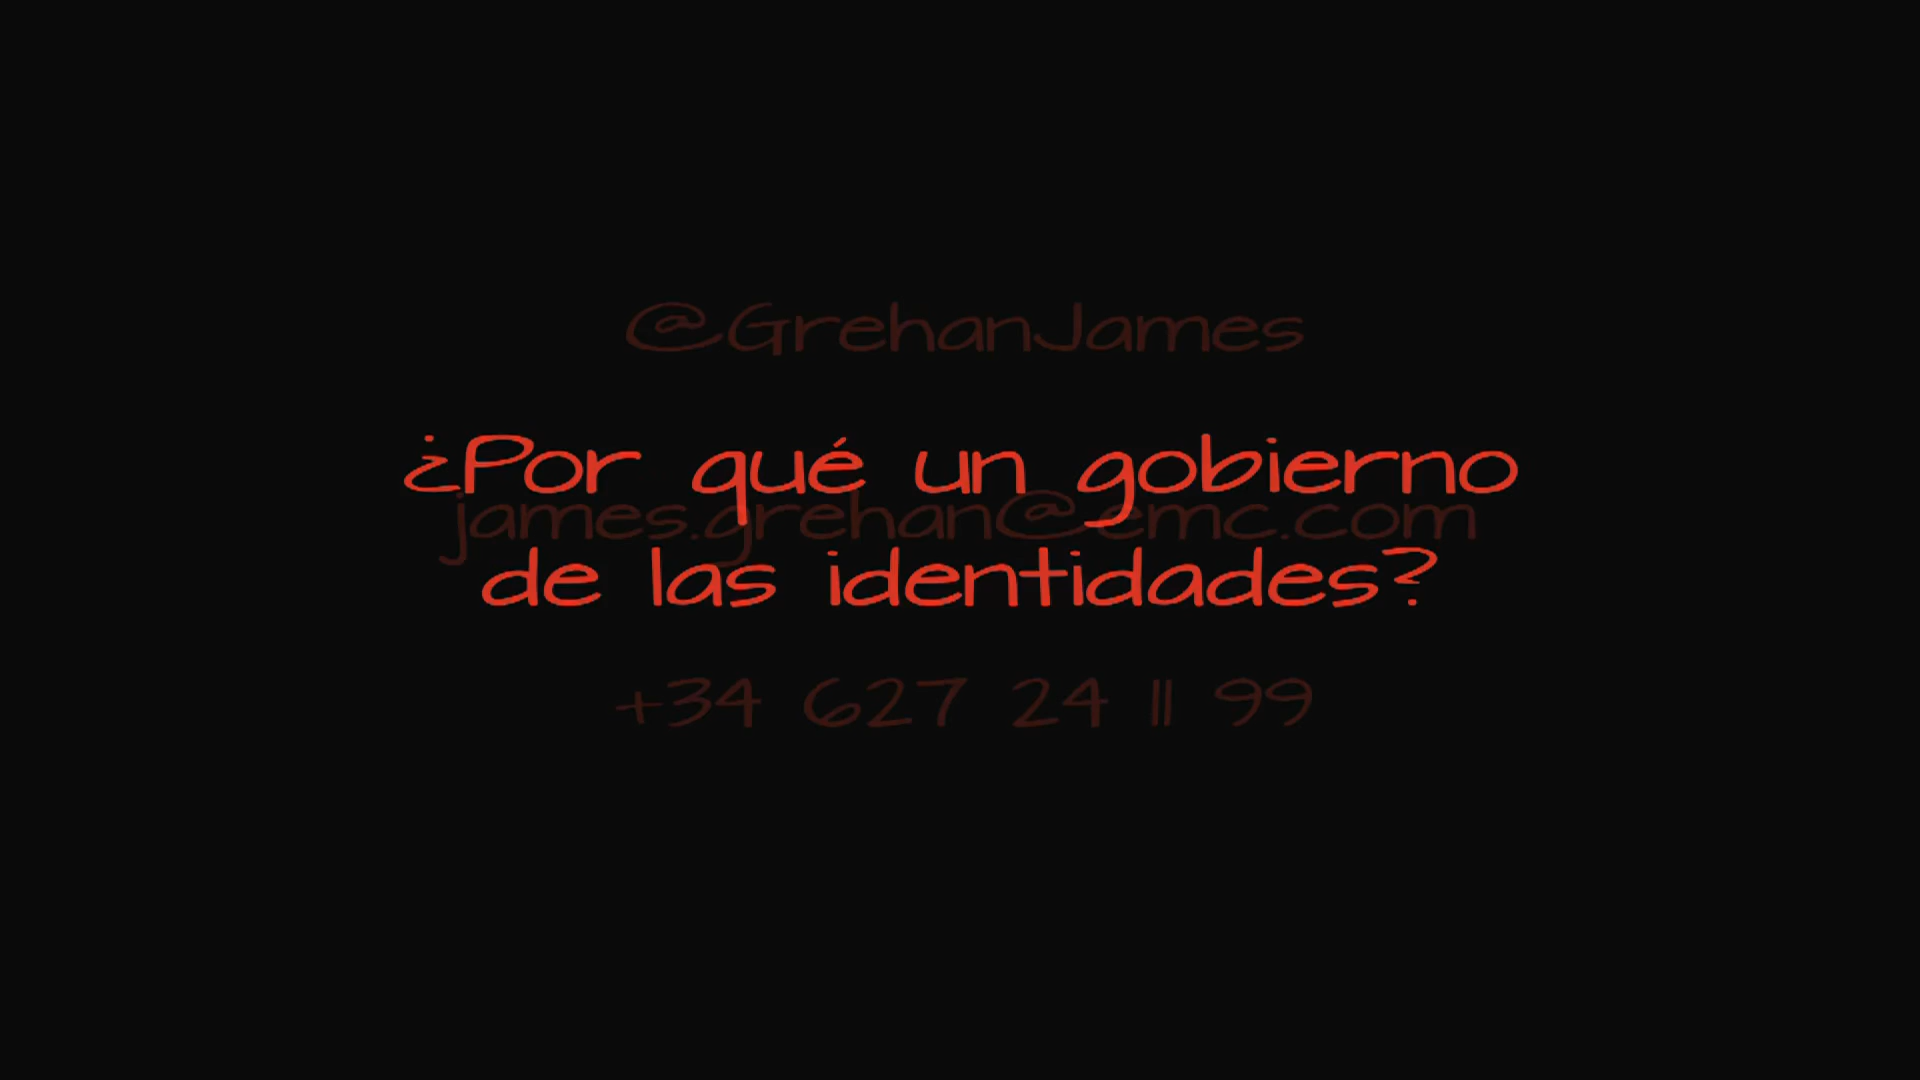 @GrehanJames
¿Por qué un gobierno
james.grehan@emc.com
de las identidades?
+34 627 24 11 99